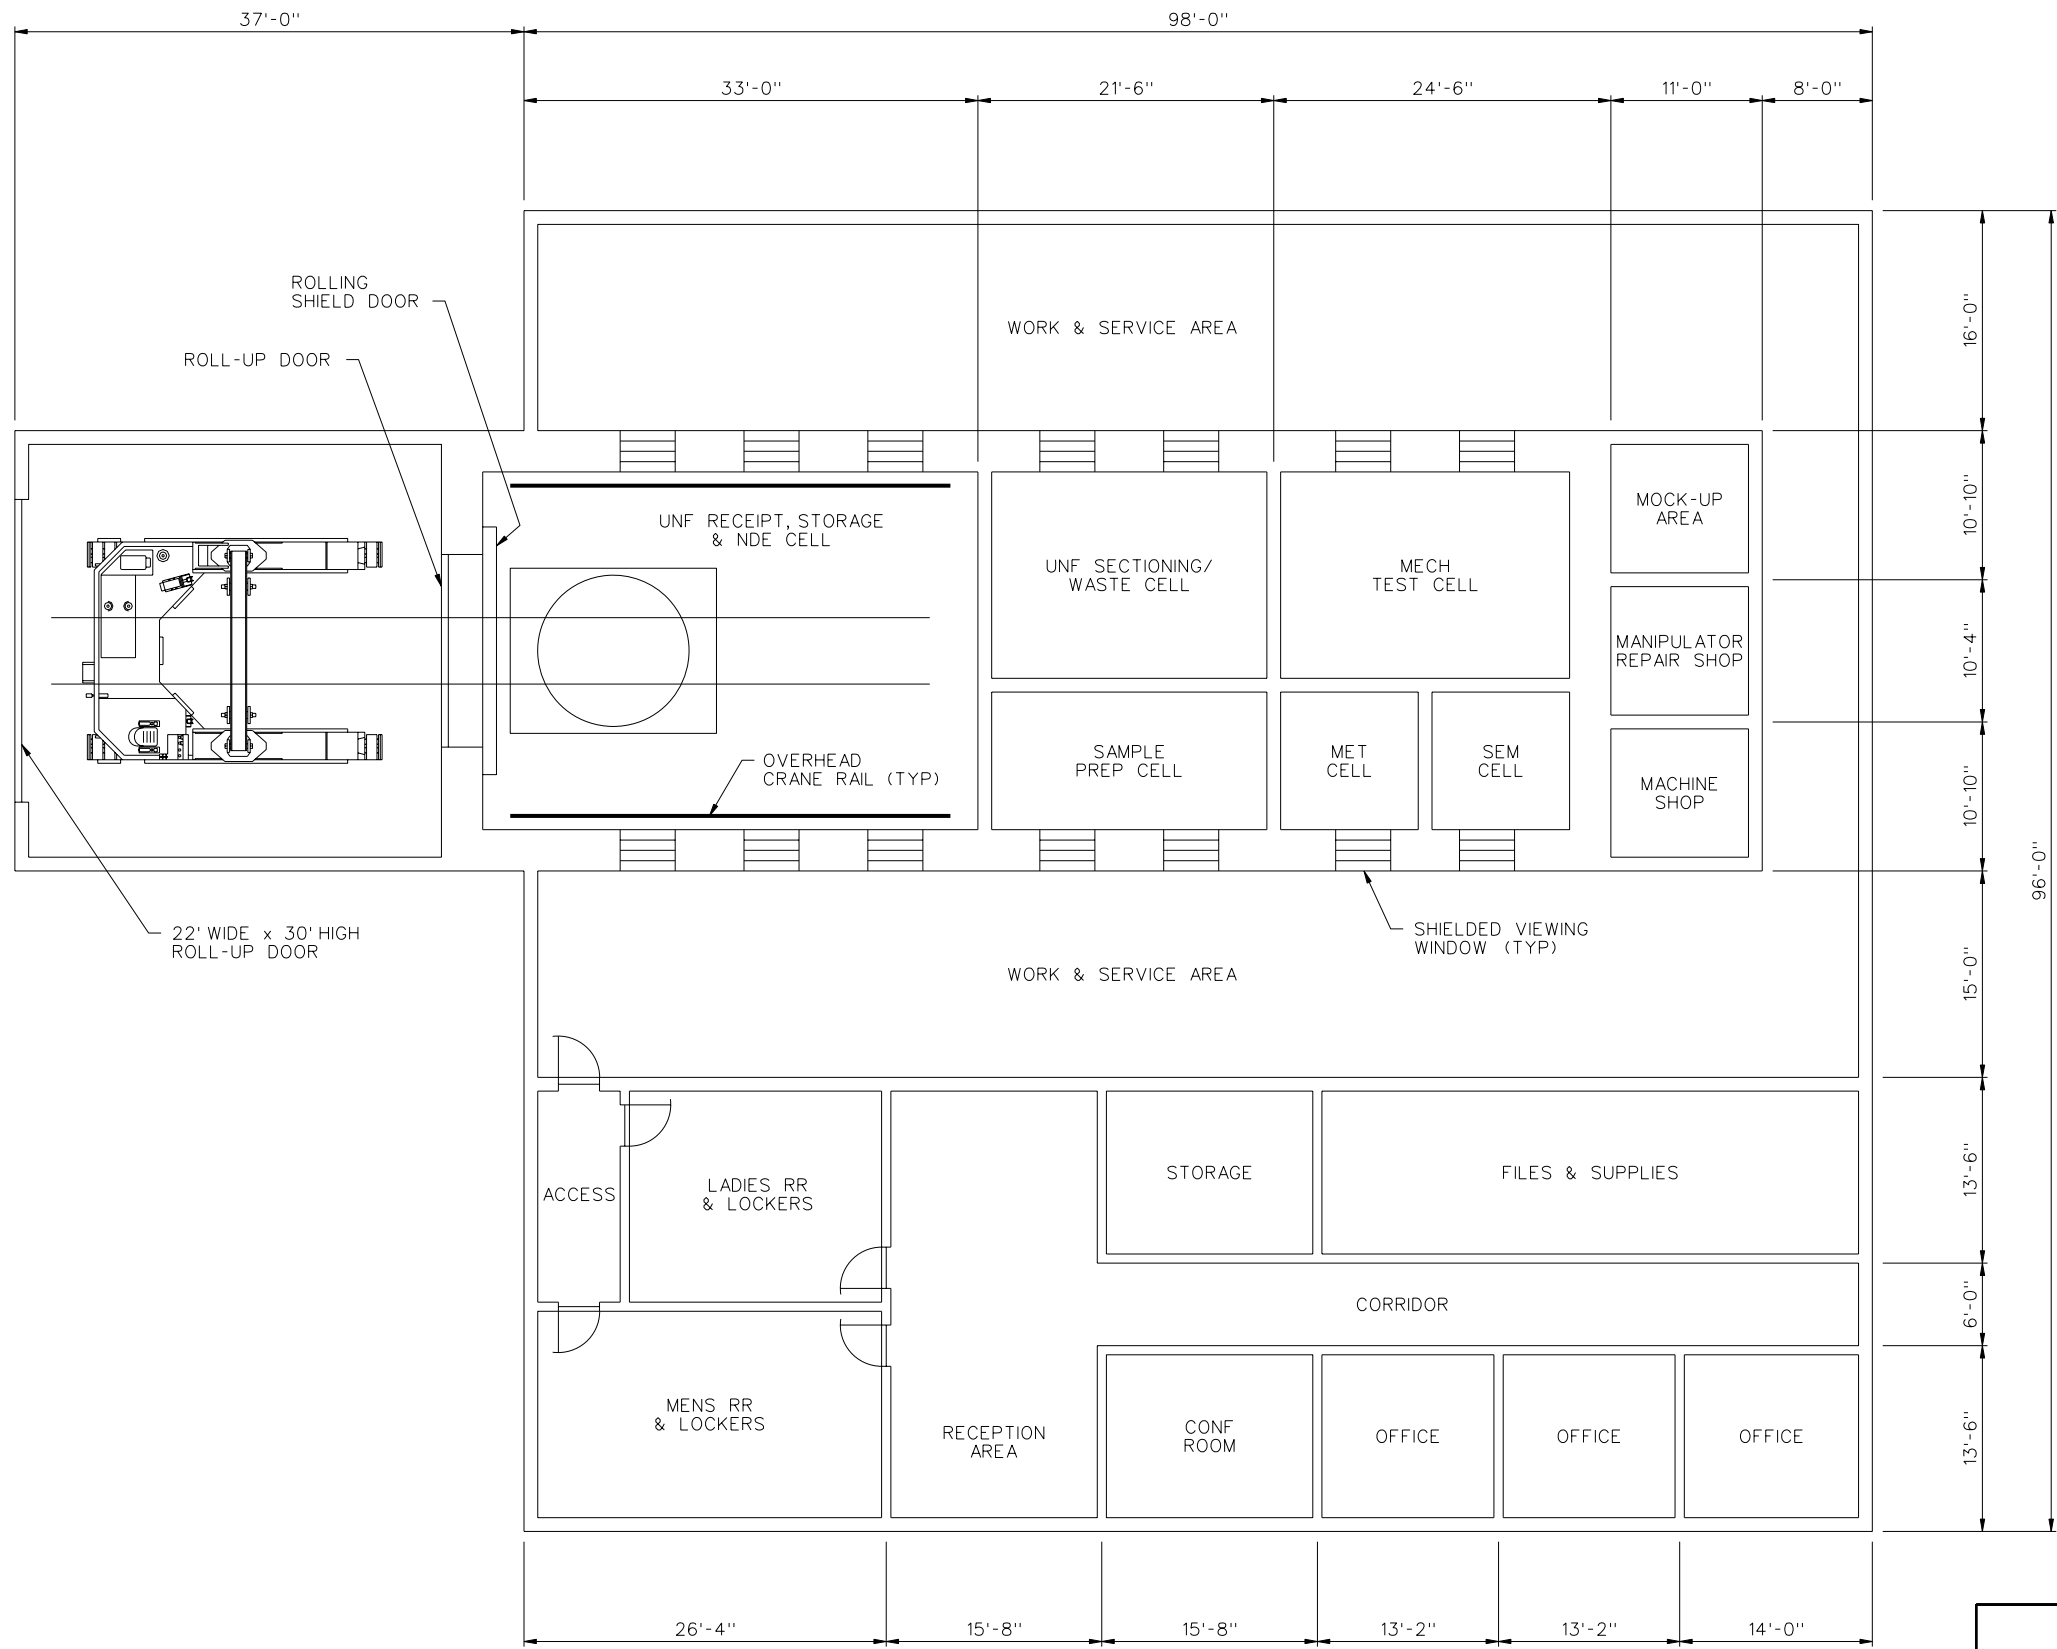 37'-0"
98'-0"
33'-0"
21'-6"
24'-6"
11'-0"
8'-0"
ROLLING
SHIELD DOOR
ROLL-UP DOOR
WORK & SERVICE AREA
16'-0"
UNF RECEIPT, STORAGE
& NDE CELL
UNF SECTIONING/
WASTE CELL
MECH
TEST CELL
MOCK-UP
AREA
10'-10"
MANIPULATOR
REPAIR SHOP
10'-4"
OVERHEAD
CRANE RAIL (TYP)
SAMPLE
PREP CELL
MET
CELL
SEM
CELL
MACHINE
SHOP
10'-10"
96'-0"
22' WIDE x 30' HIGH
ROLL-UP DOOR
SHIELDED VIEWING
WINDOW (TYP)
WORK & SERVICE AREA
15'-0"
ACCESS
LADIES RR
& LOCKERS
STORAGE
FILES & SUPPLIES
13'-6"
CORRIDOR
6'-0"
MENS RR
& LOCKERS
RECEPTION
AREA
CONF
ROOM
OFFICE
OFFICE
OFFICE
13'-6"
26'-4"
15'-8"
15'-8"
13'-2"
13'-2"
14'-0"